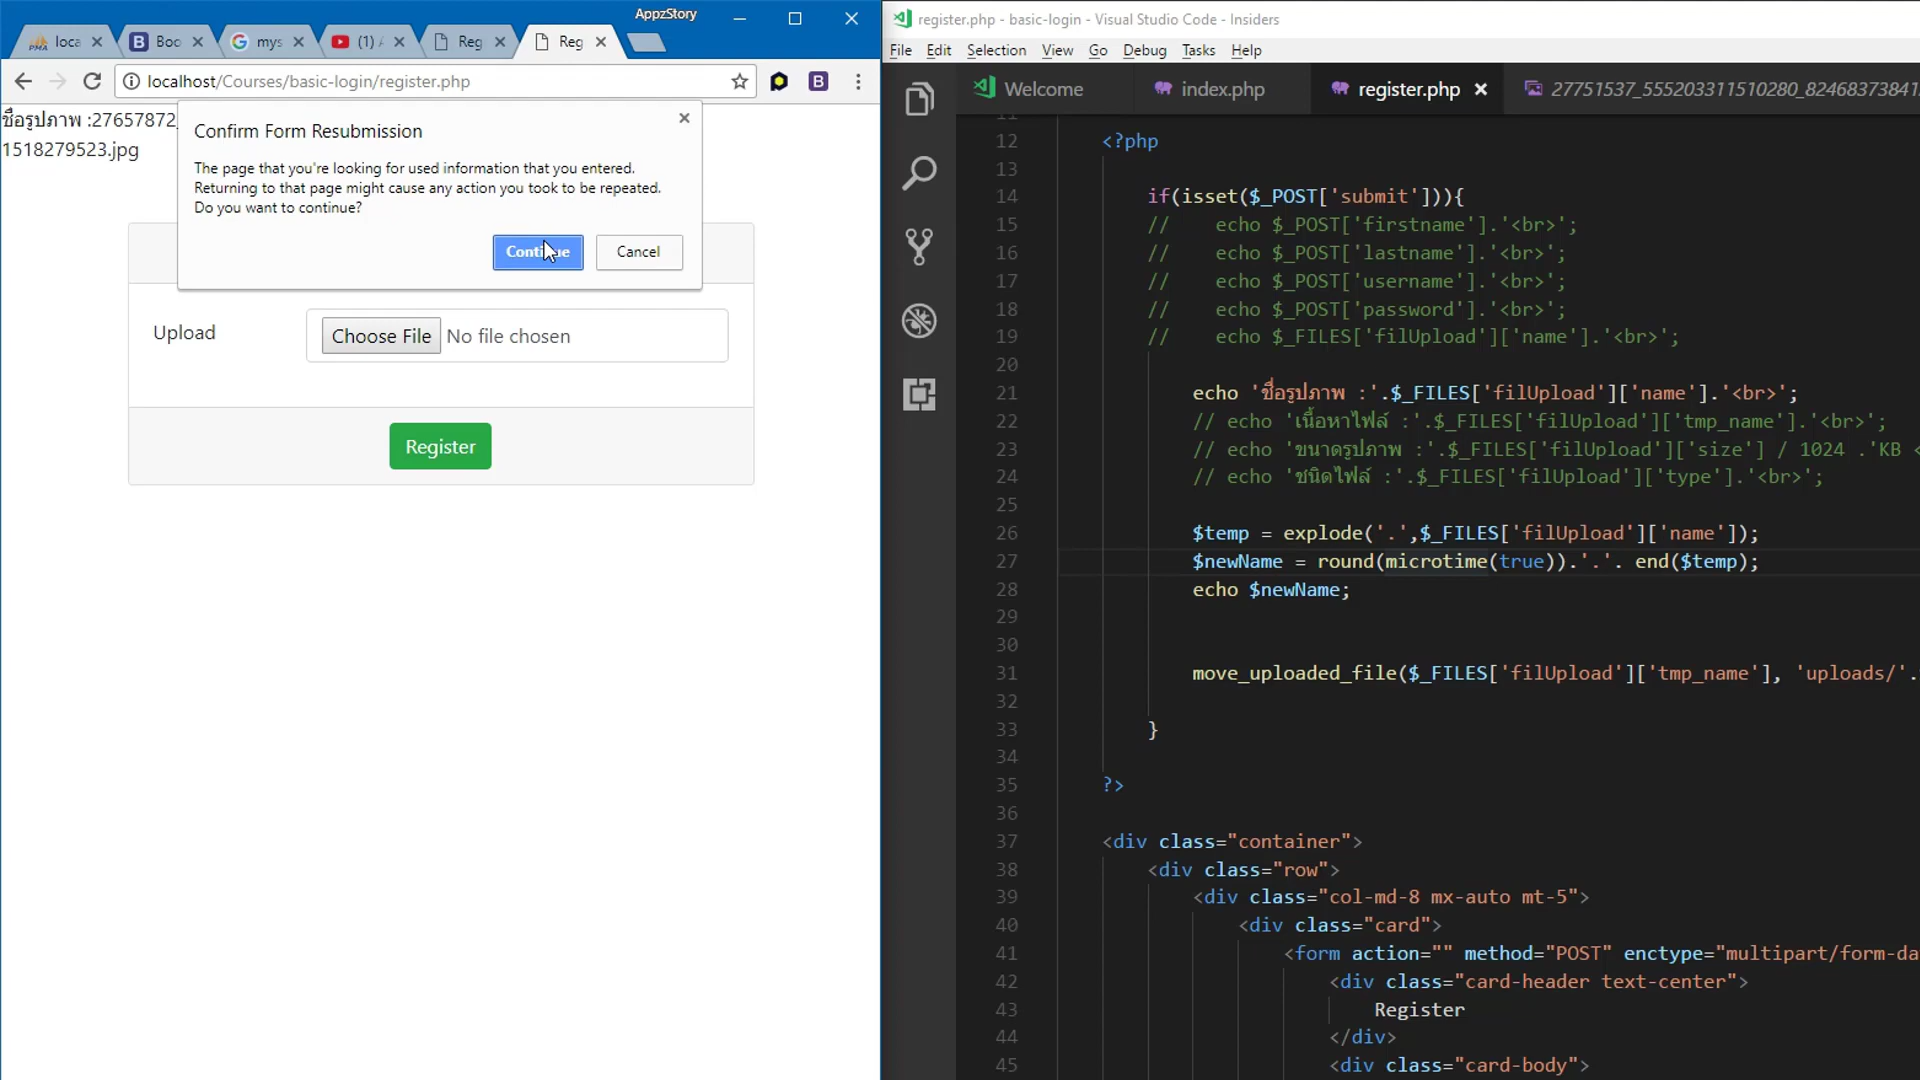 AppzStory
loca
Boo
mys
(1)
Reg
Reg
localhost/Courses/basic-login/register.php
ชื่อรูปภาพ :27657872_
1518279523.jpg
Confirm Form Resubmission
The page that you're looking for used information that you entered.
Returning to that page might cause any action you took to be repeated.
Do you want to continue?
Continue
Cancel
Upload
Choose File No file chosen
Register
register.php - basic-login - Visual Studio Code - Insiders
File Edit Selection View Go Debug Tasks Help
Welcome
index.php
register.php
27751537_555203311510280_82468373841
11
12 <?php
13
14 if(isset($_POST['submit'])){
15 // echo $_POST['firstname'].'<br>';
16 // echo $_POST['lastname'].'<br>';
17 // echo $_POST['username'].'<br>';
18 // echo $_POST['password'].'<br>';
19 // echo $_FILES['filUpload']['name'].'<br>';
20
21 echo 'ชื่อรูปภาพ :'.$_FILES['filUpload']['name'].'<br>';
22 // echo 'เนื้อหาไฟล์ :'.$_FILES['filUpload']['tmp_name'].'<br>';
23 // echo 'ขนาดรูปภาพ :'.$_FILES['filUpload']['size'] / 1024 .'KB <
24 // echo 'ชนิดไฟล์ :'.$_FILES['filUpload']['type'].'<br>';
25
26 $temp = explode('.',$_FILES['filUpload']['name']);
27 $newName = round(microtime(true)).'.'. end($temp);
28 echo $newName;
29
30
31 move_uploaded_file($_FILES['filUpload']['tmp_name'], 'uploads/'.
32
33 }
34
35 ?>
36
37 <div class="container">
38 <div class="row">
39 <div class="col-md-8 mx-auto mt-5">
40 <div class="card">
41 <form action="" method="POST" enctype="multipart/form-da
42 <div class="card-header text-center">
43 Register
44 </div>
45 <div class="card-body">